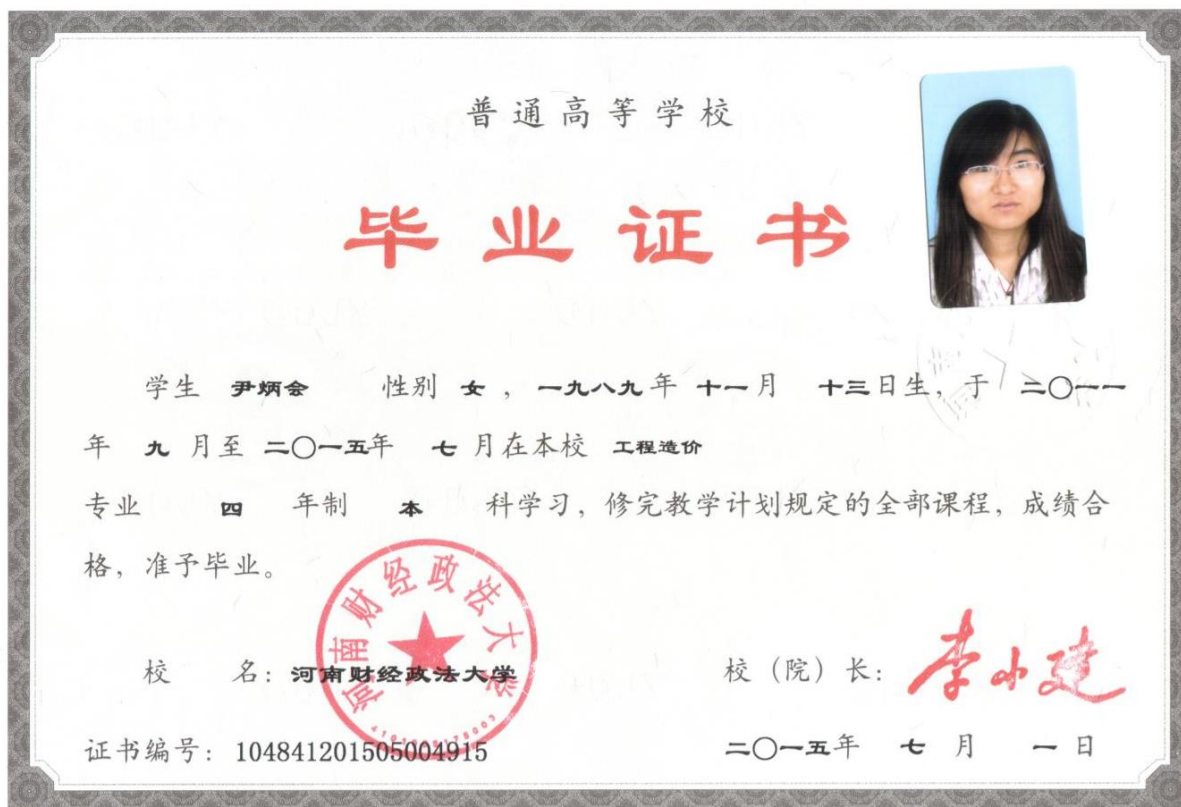 普通高等学校
毕业证书
学生 尹炳会 性别 女，一九八九年 十一月 十三日生，于 二〇一一
年 九 月至 二〇一五年 七 月在本校 工程造价
专业 四 年制 本 科学习，修完教学计划规定的全部课程，成绩合
格，准予毕业。
河南财经政法大学
校 名：河南财经政法大学 校（院）长：李小建
证书编号：104841201505004915 二〇一五年 七 月 一 日